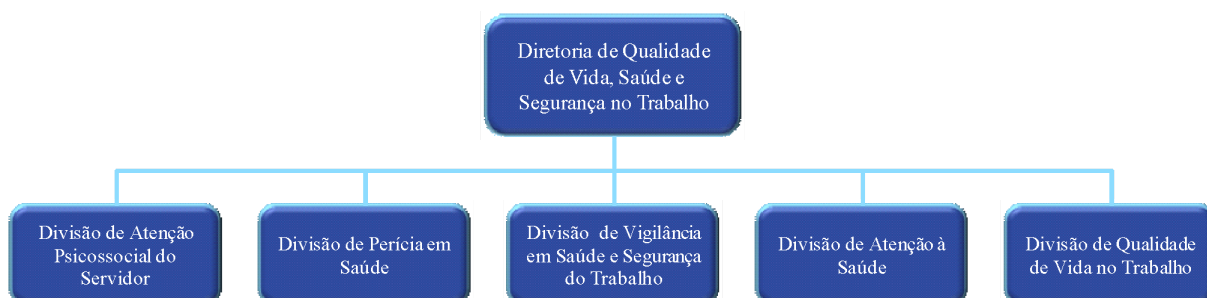 Diretoria de Qualidade
de Vida, Saúde e
Segurança no Trabalho
Divisão de Atenção
Psicossocial do
Servidor
Divisão de Perícia em
Saúde
Divisão de Vigilância
em Saúde e Segurança
do Trabalho
Divisão de Atenção à
Saúde
Divisão de Qualidade
de Vida no Trabalho